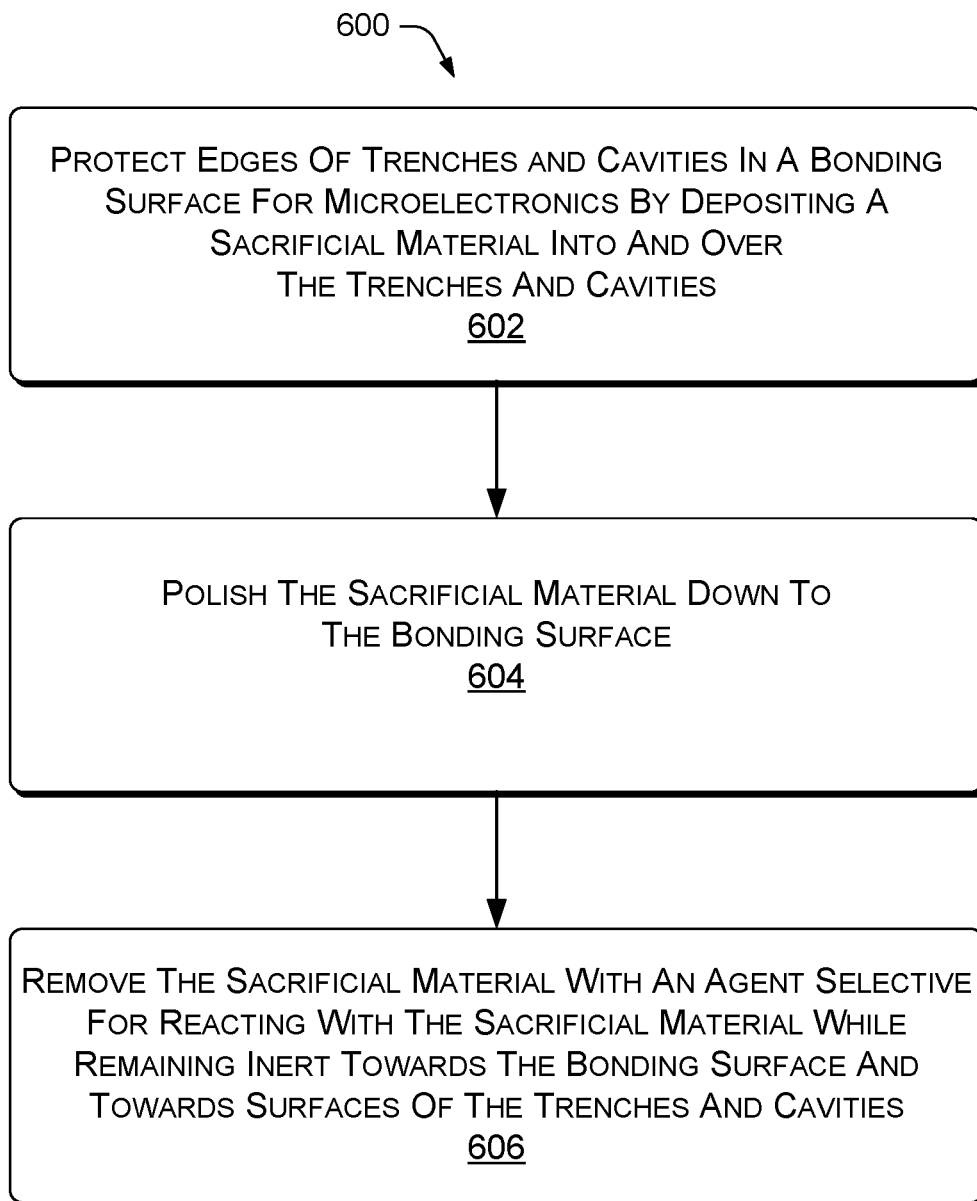 600
PROTECT EDGES OF TRENCHES AND CAVITIES IN A BONDING
SURFACE FOR MICROELECTRONICS BY DEPOSITING A
SACRIFICIAL MATERIAL INTO AND OVER
THE TRENCHES AND CAVITIES
602
POLISH THE SACRIFICIAL MATERIAL DOWN TO
THE BONDING SURFACE
604
REMOVE THE SACRIFICIAL MATERIAL WITH AN AGENT SELECTIVE
FOR REACTING WITH THE SACRIFICIAL MATERIAL WHILE
REMAINING INERT TOWARDS THE BONDING SURFACE AND
TOWARDS SURFACES OF THE TRENCHES AND CAVITIES
606